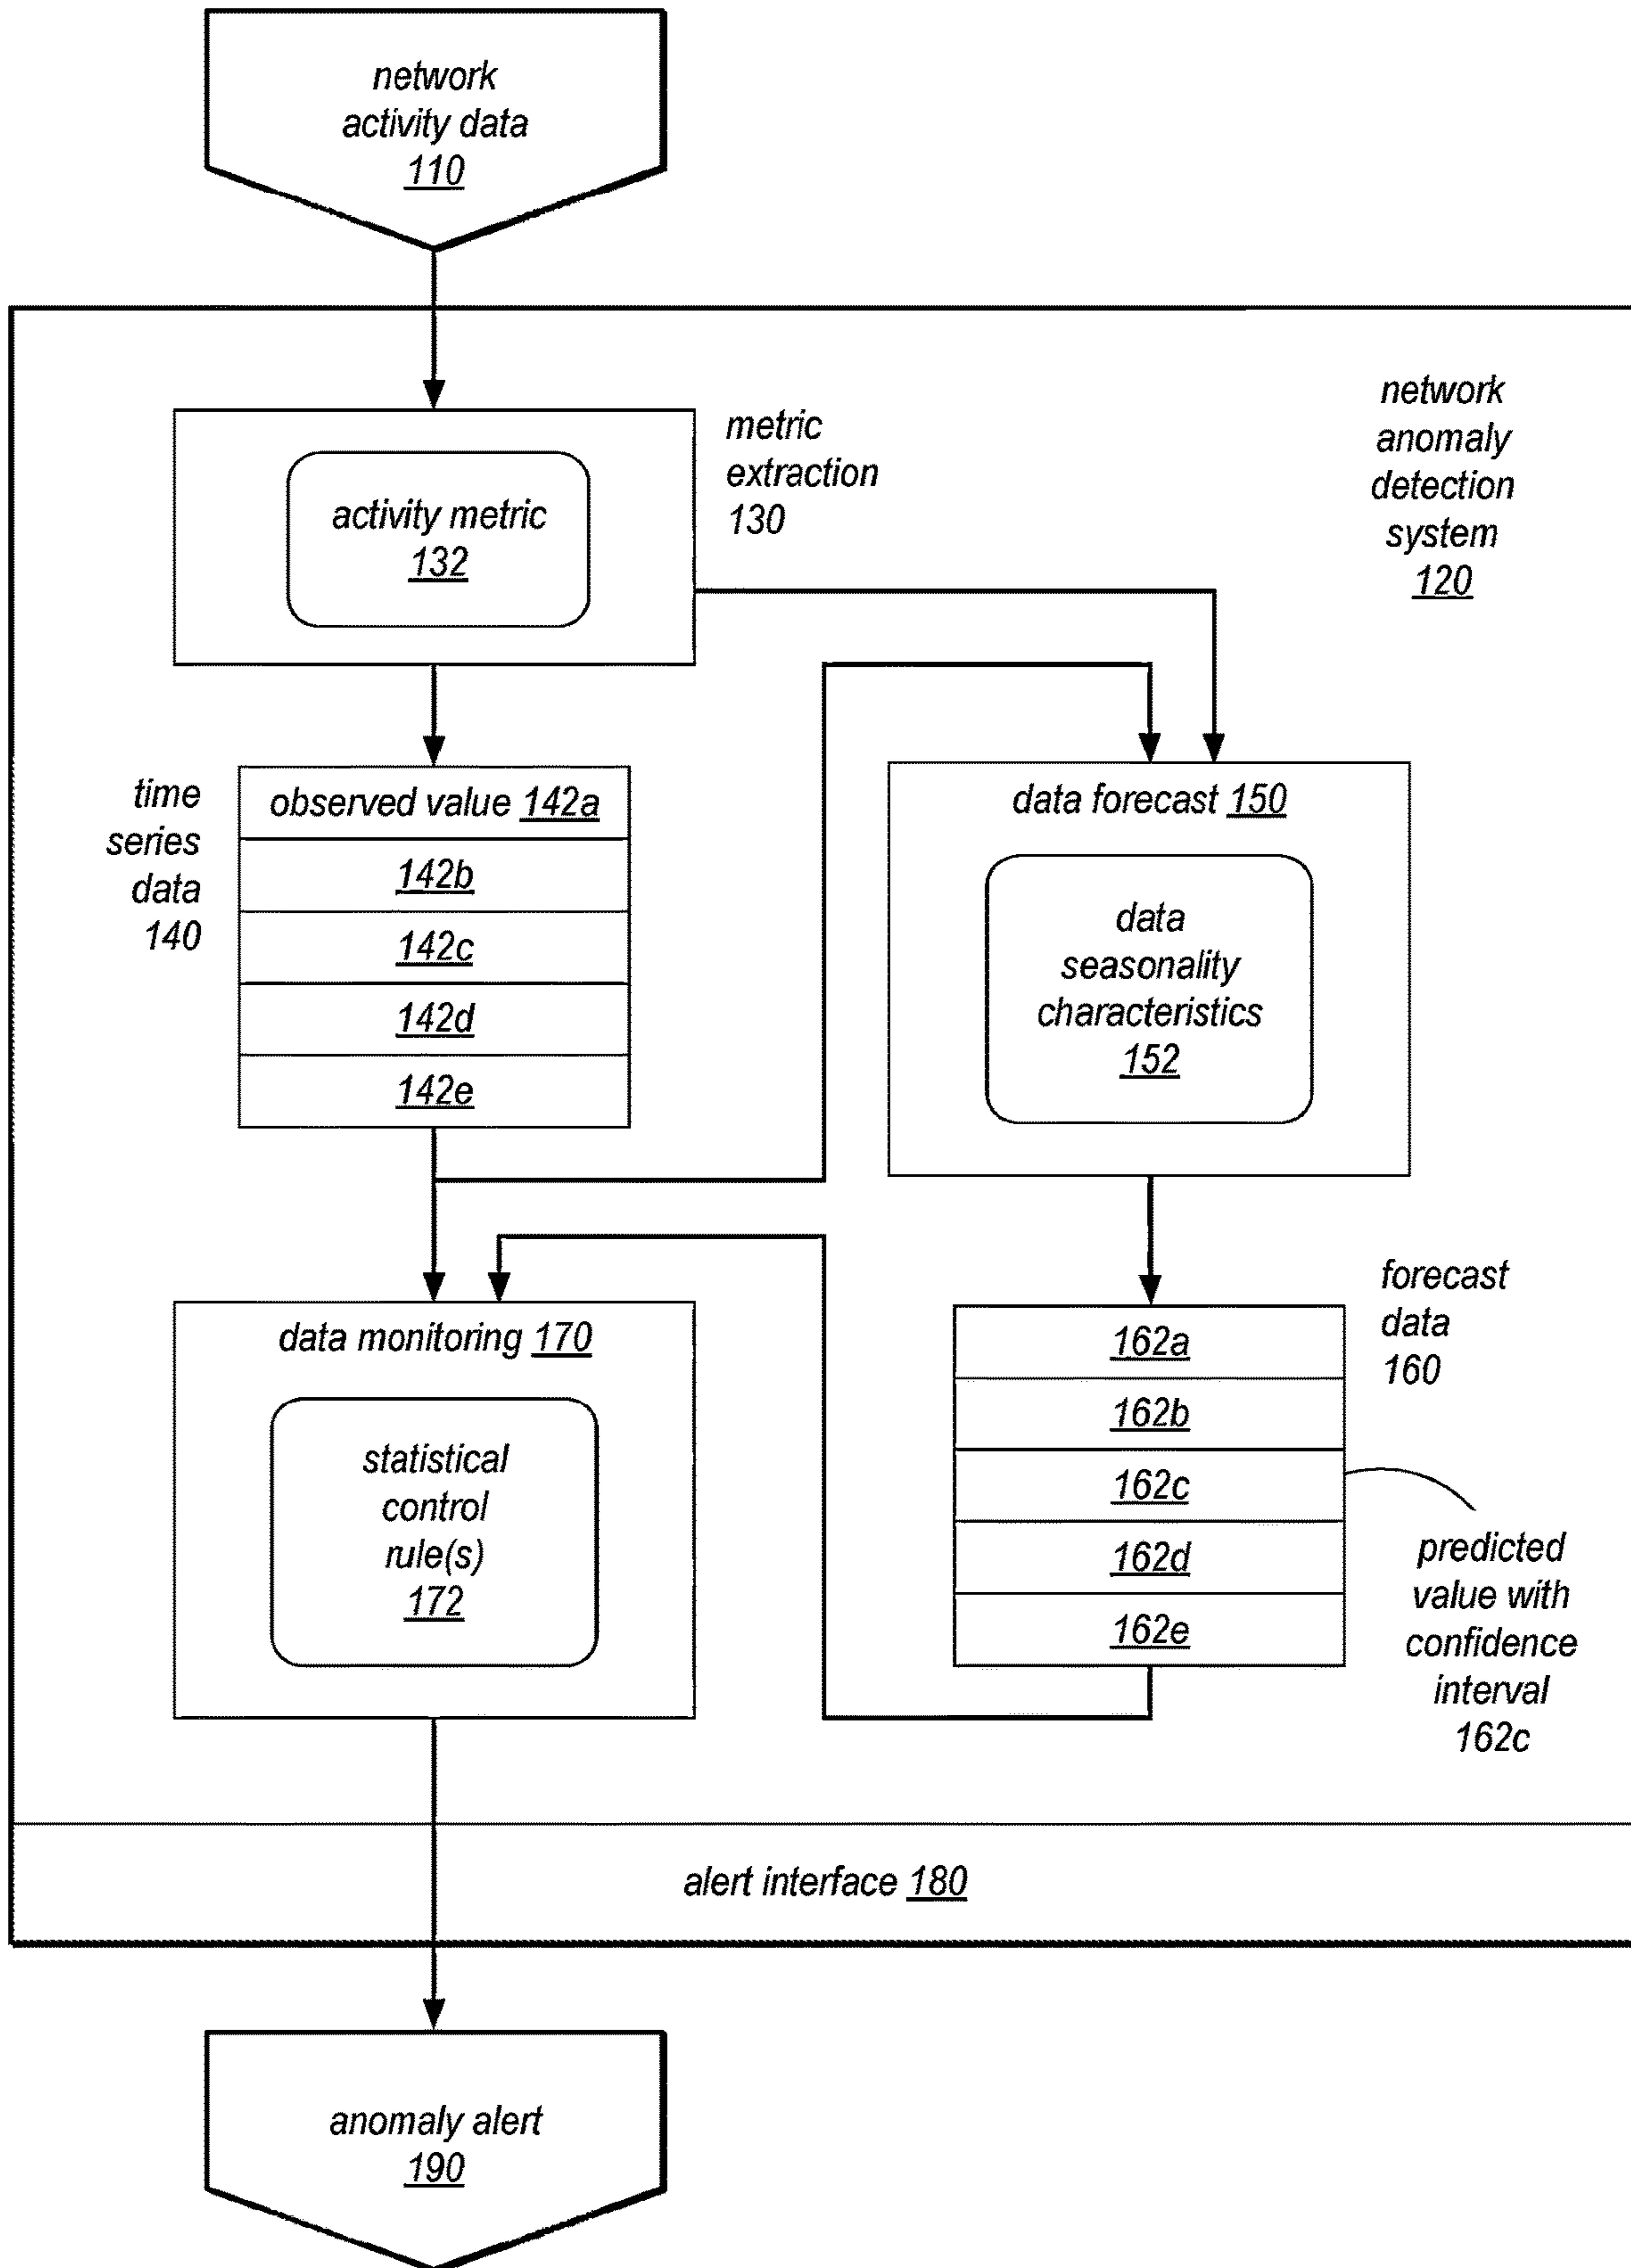 network
activity data
110
network
anomaly
detection
system
120
metric
extraction
130
activity metric
132
time
series
data
140
observed value 142a
142b
142c
142d
142e
data forecast 150
data
seasonality
characteristics
152
forecast
data
160
162a
162b
162c
162d
162e
predicted
value with
confidence
interval
162c
data monitoring 170
statistical
control
rule(s)
172
alert interface 180
anomaly alert
190